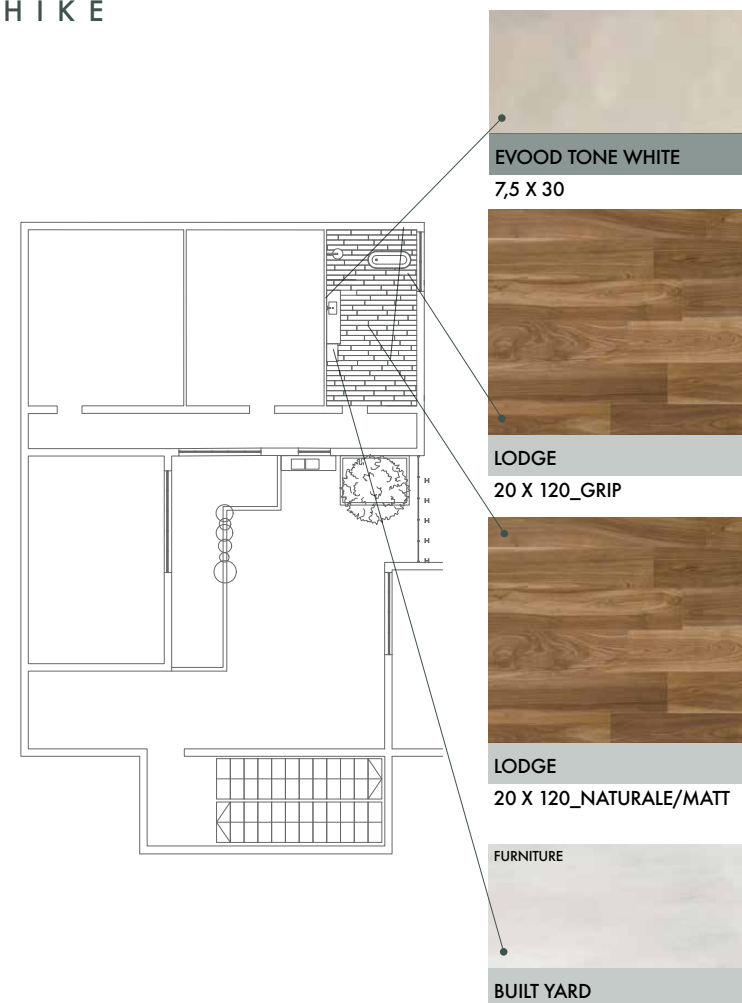 HIKE
EVOOD TONE WHITE
7,5 X 30
LODGE
20 X 120_GRIP
H
H
H
H
H
LODGE
20 X 120_NATURALE/MATT
FURNITURE
BUILT YARD